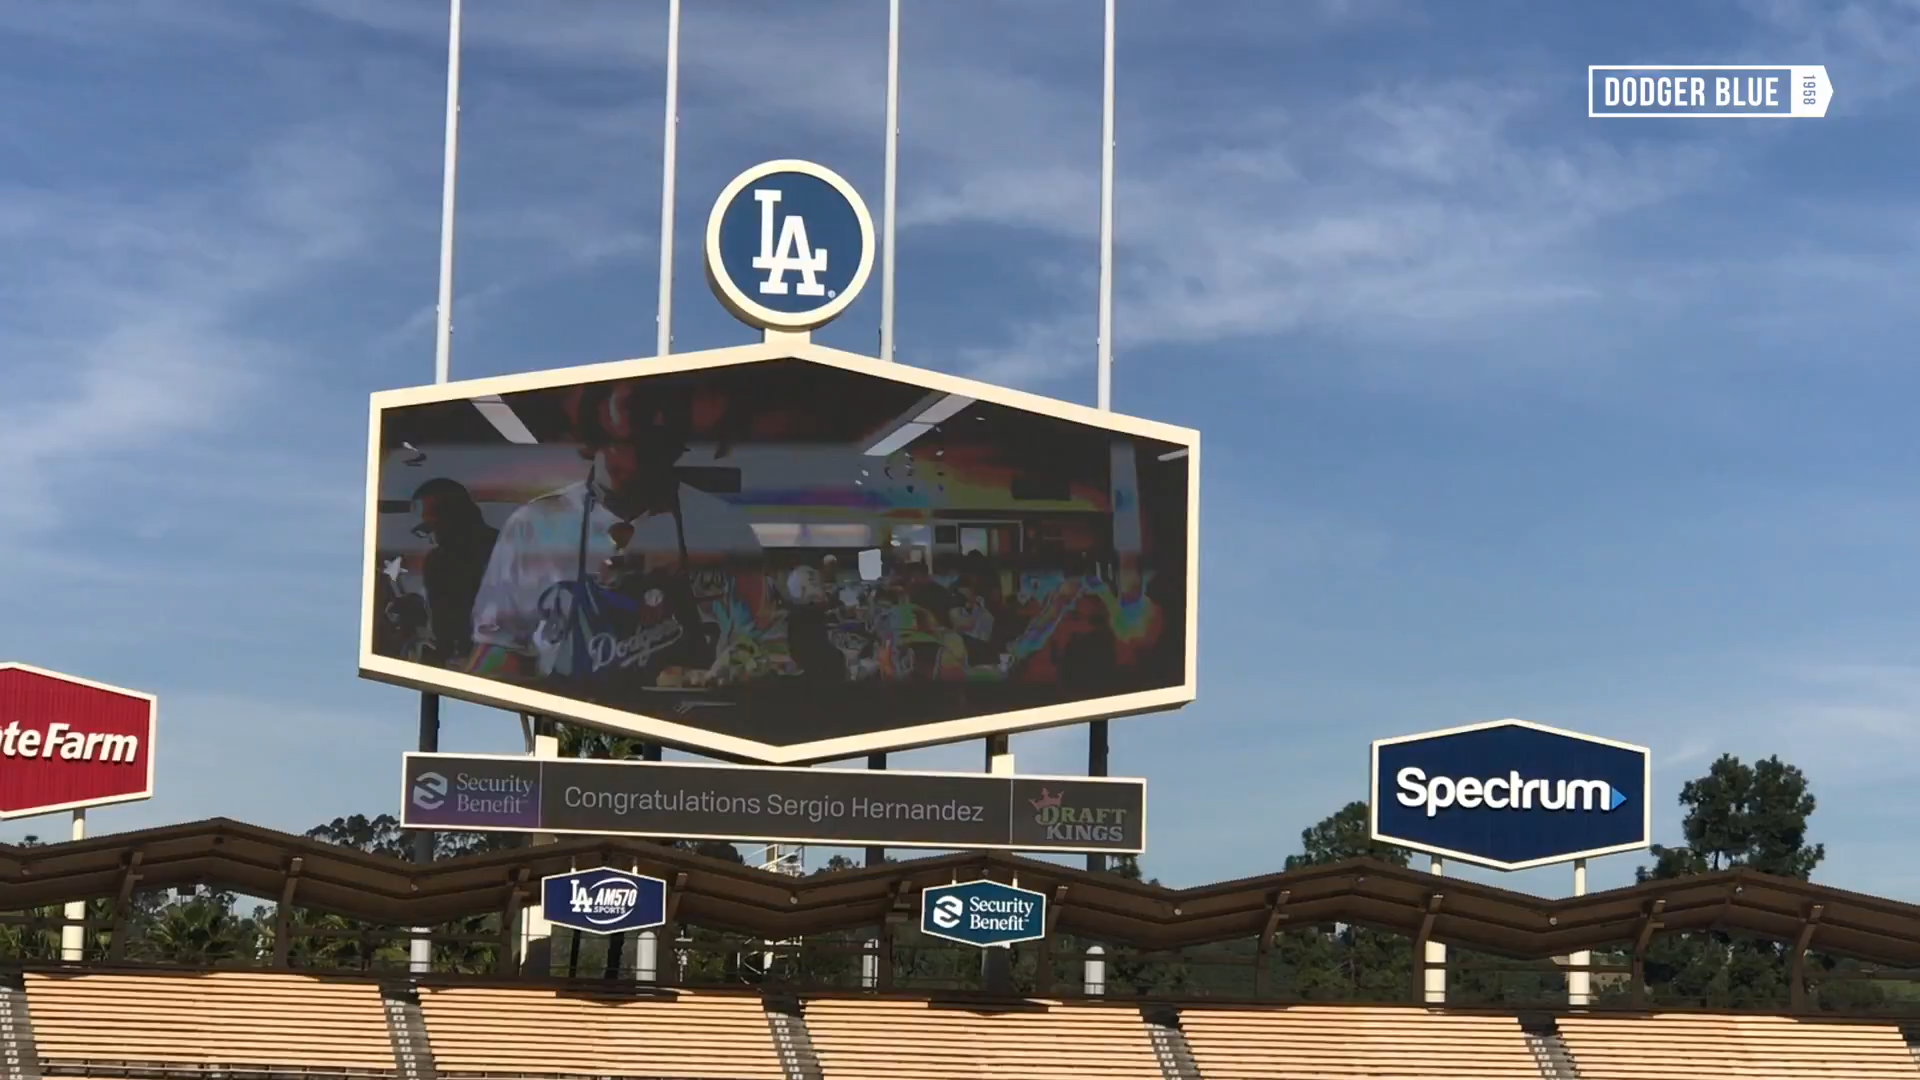 DODGER BLUE 1958
LA
Dodgers
teFarm
Security
Benefit
Congratulations Sergio Hernandez
DRAFT
KINGS
Spectrum
LA AM570
SPORTS
Security
Benefit